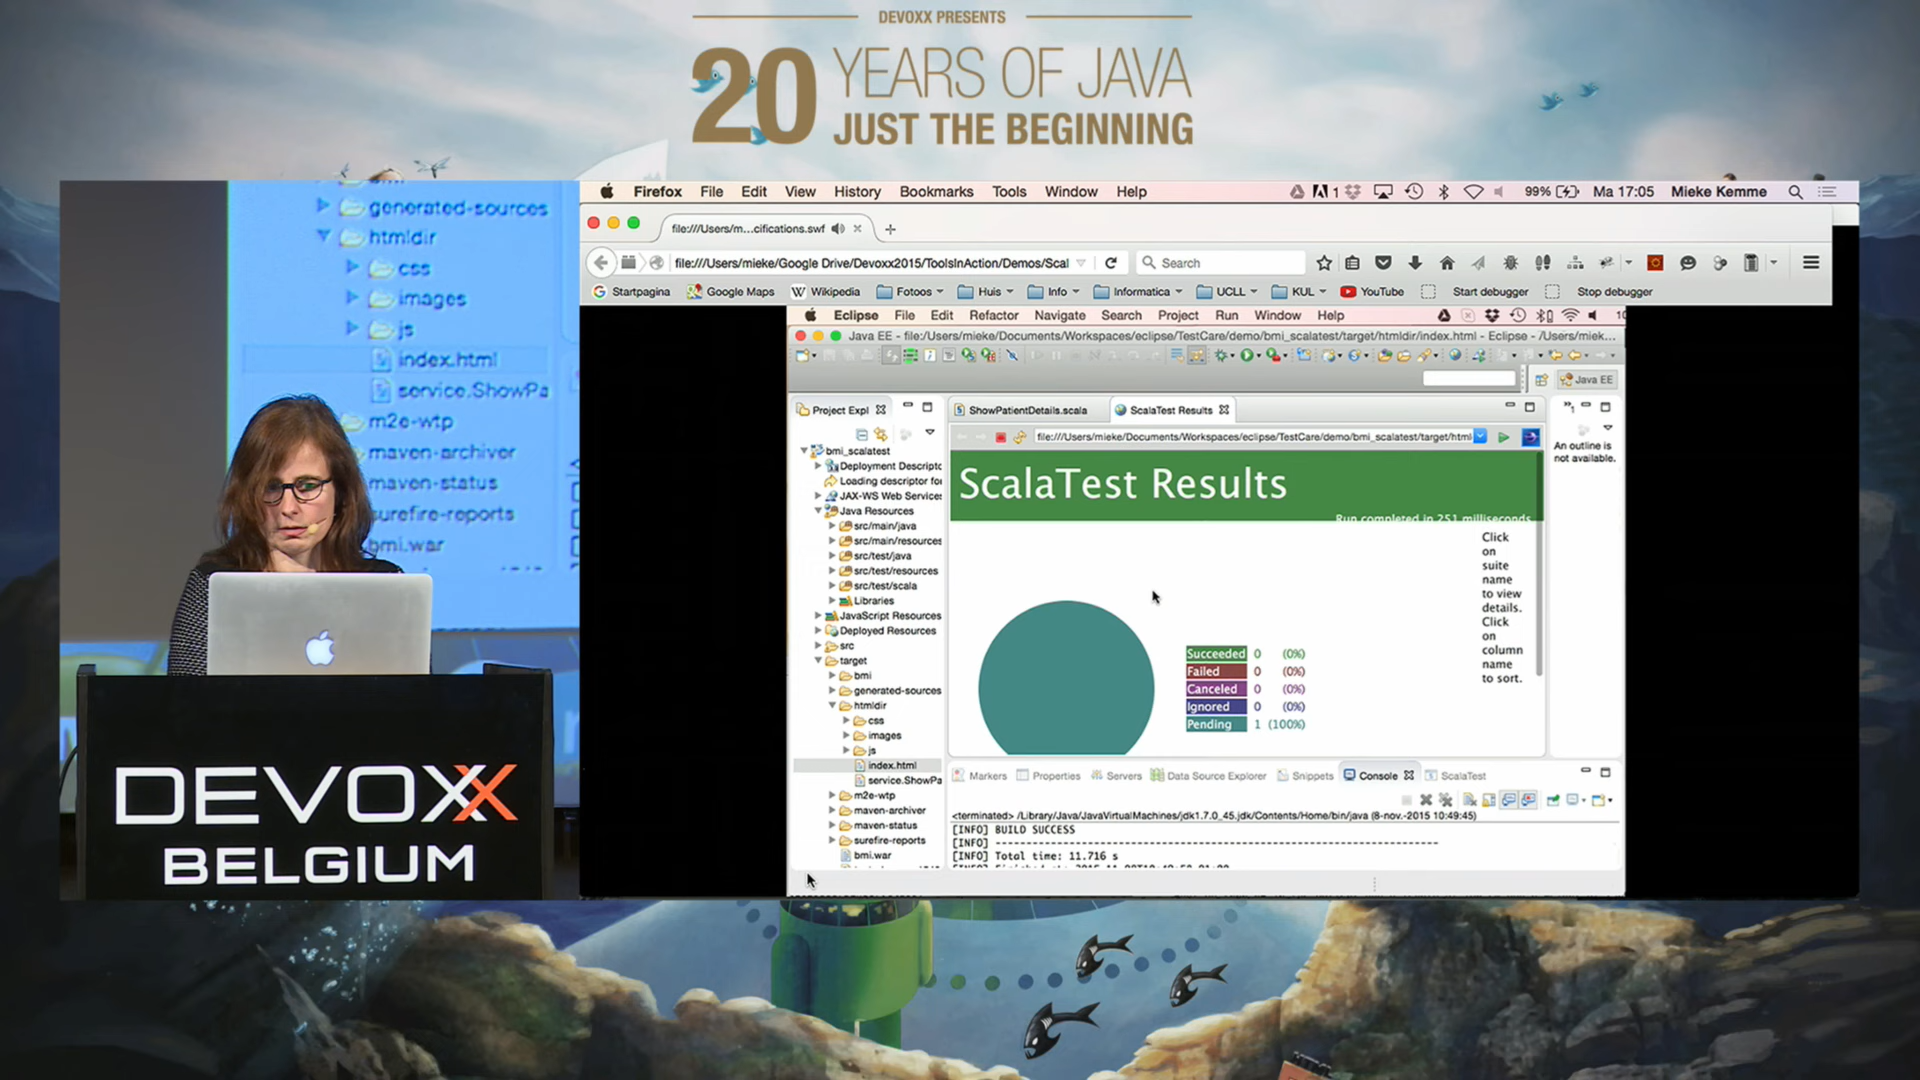 DEVOXX PRESENTS
20 YEARS OF JAVA
JUST THE BEGINNING
generated-sources
htmldir
css
images
js
index.html
service.ShowPa
m2e-wtp
maven-archiver
maven-status
surefire-reports
bmi.war
DEVOXX
BELGIUM
Firefox File Edit View History Bookmarks Tools Window Help 1 99% Ma 17:05 Mieke Kemme
file:///Users/m...cifications.swf
file:///Users/mieke/Google Drive/Devoxx2015/ToolsInAction/Demos/Scal Search
Startpagina Google Maps Wikipedia Fotoos Huis Info Informatica UCLL KUL YouTube Start debugger Stop debugger
Eclipse File Edit Refactor Navigate Search Project Run Window Help
Java EE - file:/Users/mieke/Documents/Workspaces/eclipse/TestCare/demo/bmi_scalatest/target/htmldir/index.html - Eclipse - /Users/miek...
Java EE
Project Expl
bmi_scalatest
Deployment Descripto
Loading descriptor fo
JAX-WS Web Services
Java Resources
src/main/java
src/main/resources
src/test/java
src/test/resources
src/test/scala
Libraries
JavaScript Resources
Deployed Resources
src
target
bmi
generated-sources
htmldir
css
images
js
index.html
service.ShowPa
m2e-wtp
maven-archiver
maven-status
surefire-reports
bmi.war
ShowPatientDetails.scala ScalaTest Results
file:///Users/mieke/Documents/Workspaces/eclipse/TestCare/demo/bmi_scalatest/target/html
ScalaTest Results
Run completed in 251 milliseconds.
Click
on
suite
name
to view
details.
Click
on
column
name
to sort.
Succeeded 0 (0%)
Failed 0 (0%)
Canceled 0 (0%)
Ignored 0 (0%)
Pending 1 (100%)
An outline is
not available.
Markers Properties Servers Data Source Explorer Snippets Console ScalaTest
<terminated> /Library/Java/JavaVirtualMachines/jdk1.7.0_45.jdk/Contents/Home/bin/java (8-nov.-2015 10:49:45)
[INFO] BUILD SUCCESS
[INFO] ------------------------------------------------------------------------
[INFO] Total time: 11.716 s